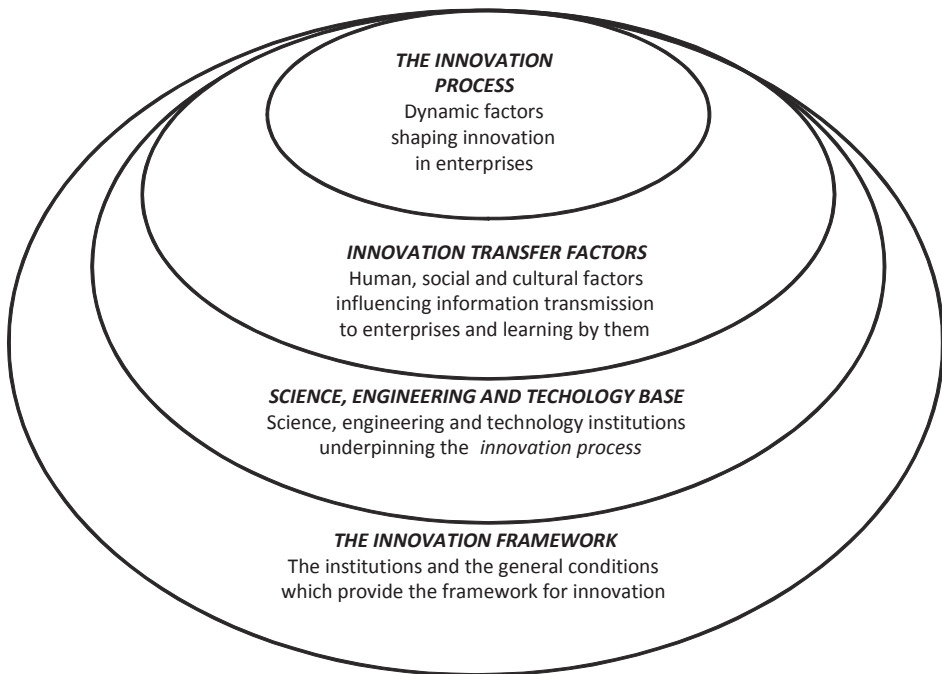 THE INNOVATION
PROCESS
Dynamic factors
shaping innovation
in enterprises
INNOVATION TRANSFER FACTORS
Human, social and cultural factors
influencing information transmission
to enterprises and learning by them
SCIENCE, ENGINEERING AND TECHOLOGY BASE
Science, engineering and technology institutions
underpinning the innovation process
THE INNOVATION FRAMEWORK
The institutions and the general conditions
which provide the framework for innovation